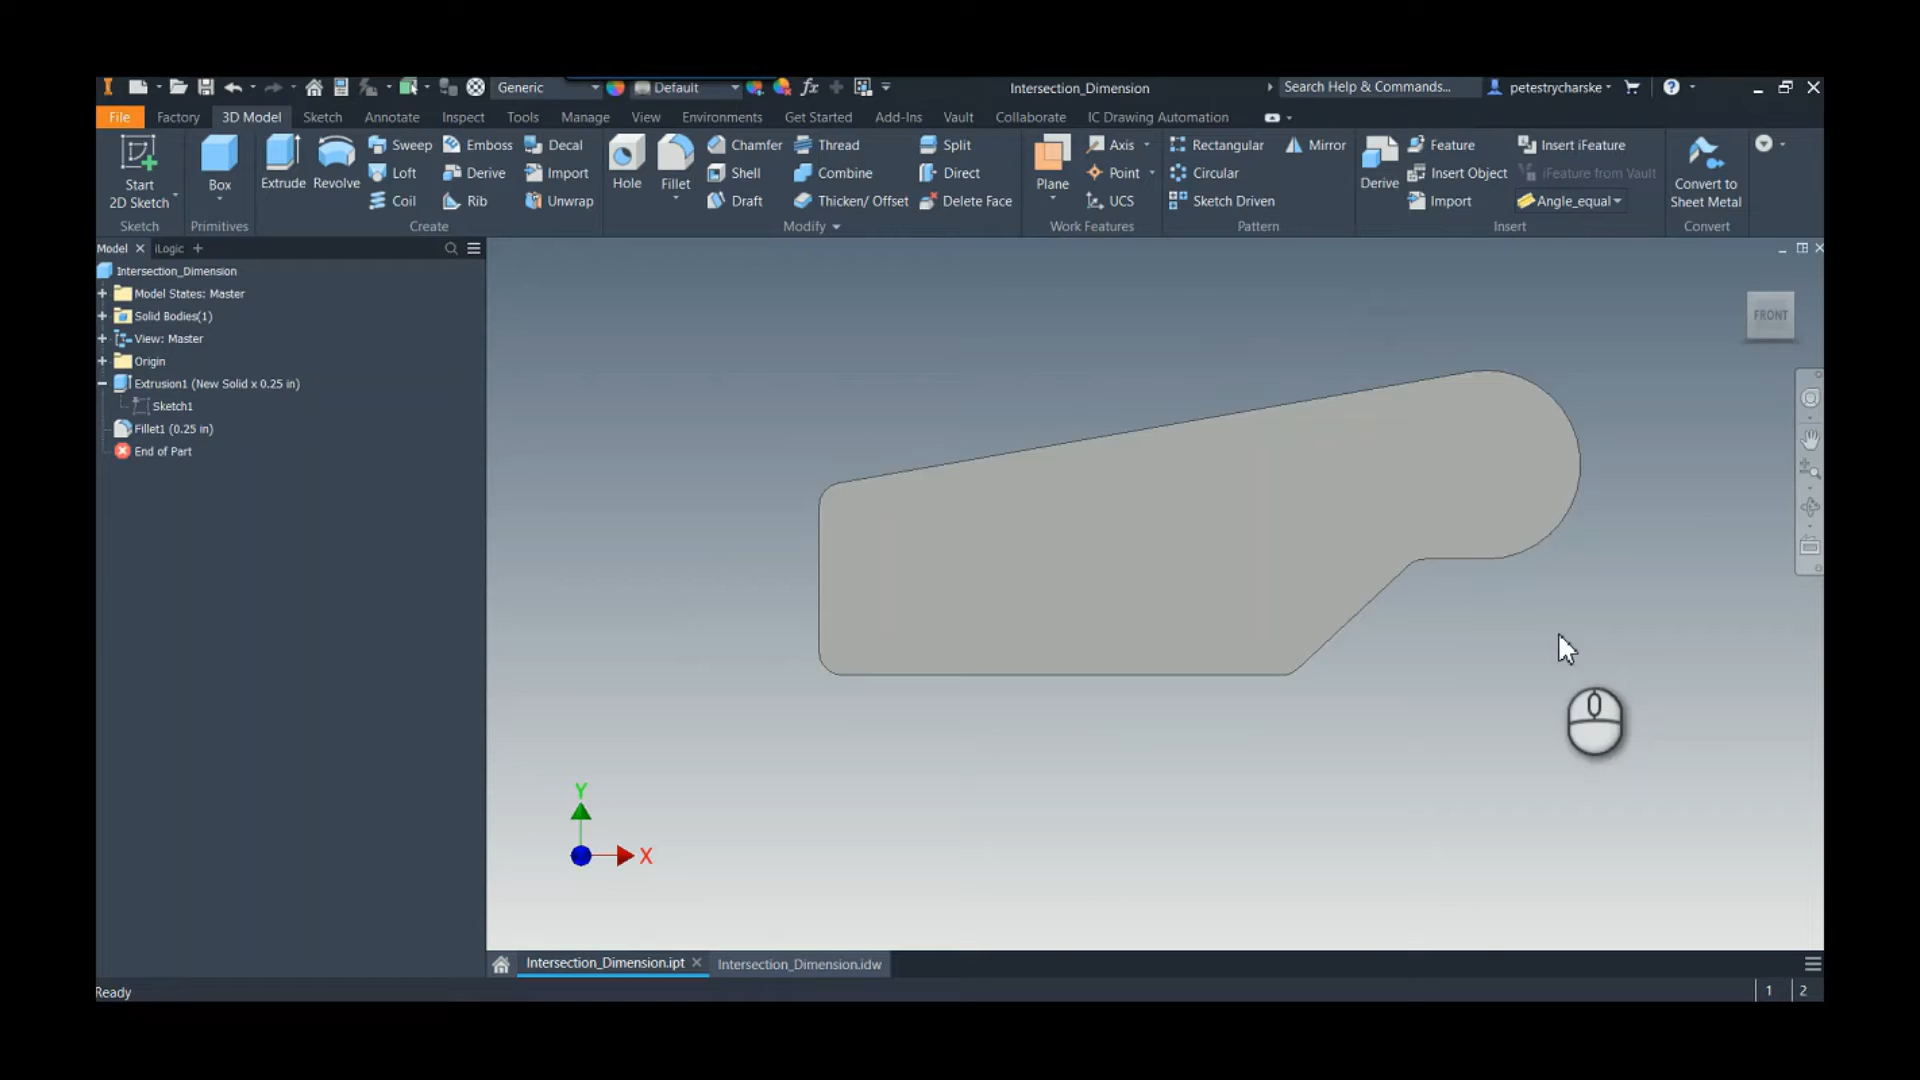 Generic Default fx Intersection_Dimension Search Help & Commands... petestrycharske
File Factory 3D Model Sketch Annotate Inspect Tools Manage View Environments Get Started Add-Ins Vault Collaborate IC Drawing Automation
Start
2D Sketch
Sketch
Box
Primitives
Extrude
Revolve
Sweep Emboss Decal
Loft Derive Import
Coil Rib Unwrap
Create
Hole
Fillet
Chamfer Thread Split
Shell Combine Direct
Draft Thicken/ Offset Delete Face
Modify
Plane
Axis
Point
UCS
Work Features
Rectangular Mirror
Circular
Sketch Driven
Pattern
Derive
Feature Insert iFeature
Insert Object iFeature from Vault
Import Angle_equal
Insert
Convert to
Sheet Metal
Convert
Model iLogic
Intersection_Dimension
Model States: Master
Solid Bodies(1)
View: Master
Origin
Extrusion1 (New Solid x 0.25 in)
Sketch1
Fillet1 (0.25 in)
End of Part
FRONT
Y
X
Intersection_Dimension.ipt Intersection_Dimension.idw
Ready 1 2